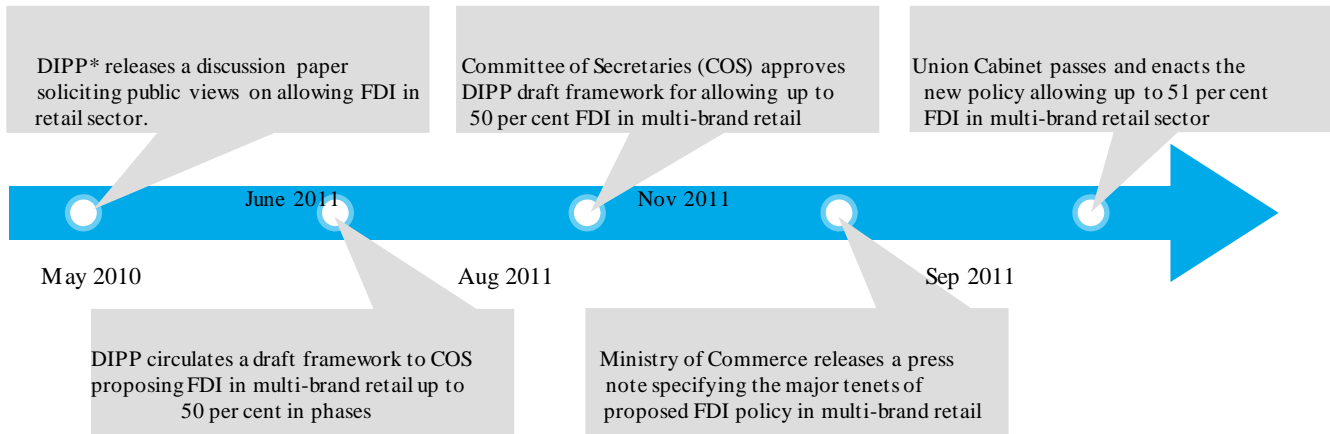 DIPP* releases a discussion paper
soliciting public views on allowing FDI in
retail sector.
Committee of Secretaries (COS) approves
DIPP draft framework for allowing up to
50 per cent FDI in multi-brand retail
Union Cabinet passes and enacts the
new policy allowing up to 51 per cent
FDI in multi-brand retail sector
June 2011
Nov 2011
May 2010
Aug 2011
Sep 2011
DIPP circulates a draft framework to COS
proposing FDI in multi-brand retail up to
50 per cent in phases
Ministry of Commerce releases a press
note specifying the major tenets of
proposed FDI policy in multi-brand retail